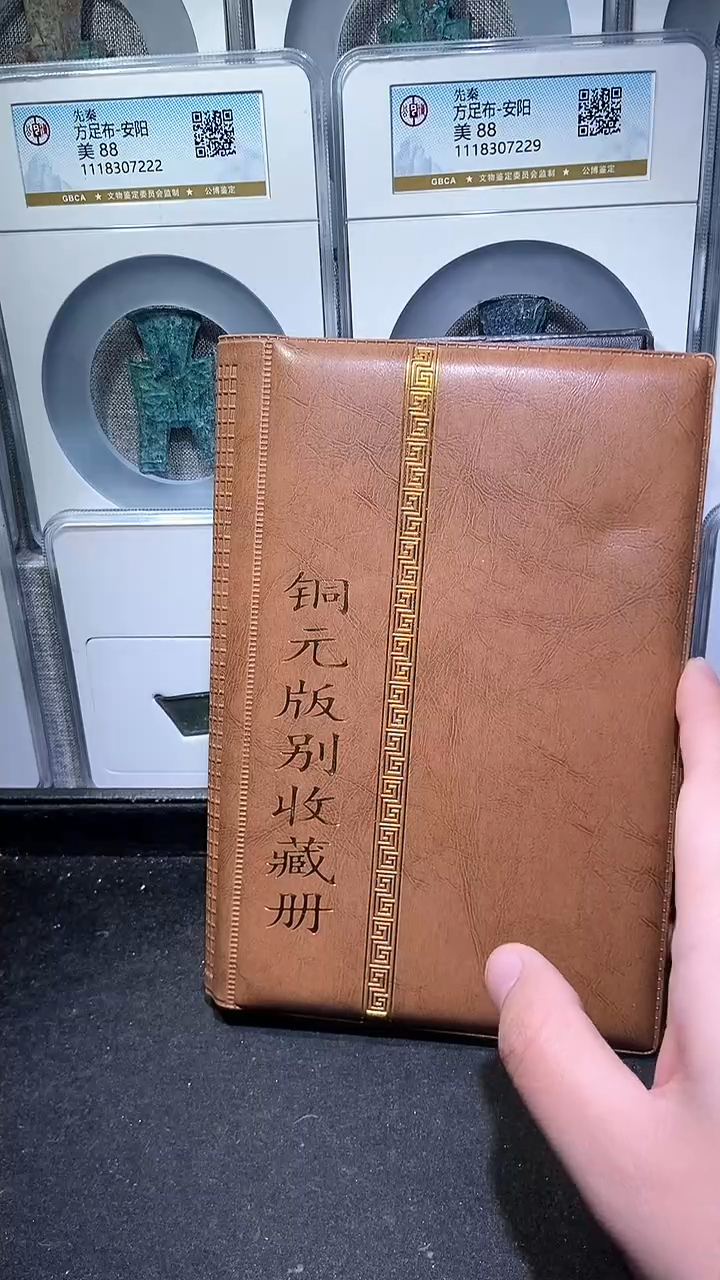 先秦
方足布-安阳
美 88
1118307222
GBCA ★ 文物鉴定委员会监制 ★ 公博鉴定
先秦
方足布-安阳
美 88
1118307229
GBCA ★ 文物鉴定委员会监制 ★ 公博鉴定
铜元版别收藏册